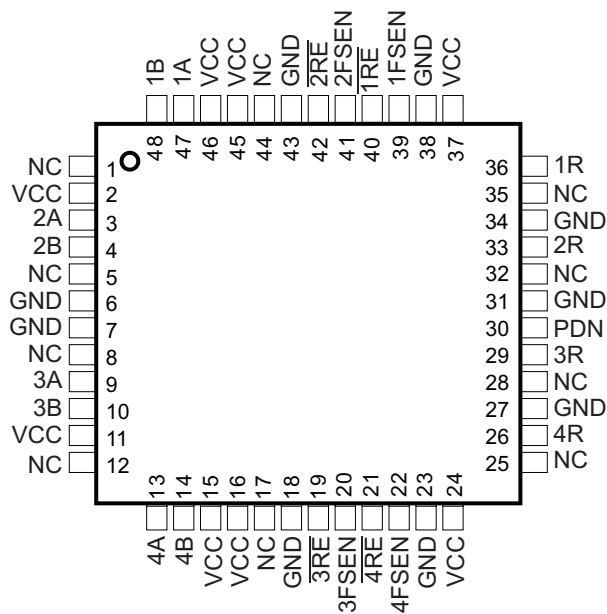 1B
1A
VCC
VCC
NC
GND
2RE
2FSEN
1RE
1FSEN
GND
VCC
48
47
46
45
44
43
42
41
40
39
38
37
NC 1 36 1R
VCC 2 35 NC
2A 3 34 GND
2B 4 33 2R
NC 5 32 NC
GND 6 31 GND
GND 7 30 PDN
NC 8 29 3R
3A 9 28 NC
3B 10 27 GND
VCC 11 26 4R
NC 12 25 NC
13
14
15
16
17
18
19
20
21
22
23
24
4A
4B
VCC
VCC
NC
GND
3RE
3FSEN
4RE
4FSEN
GND
VCC